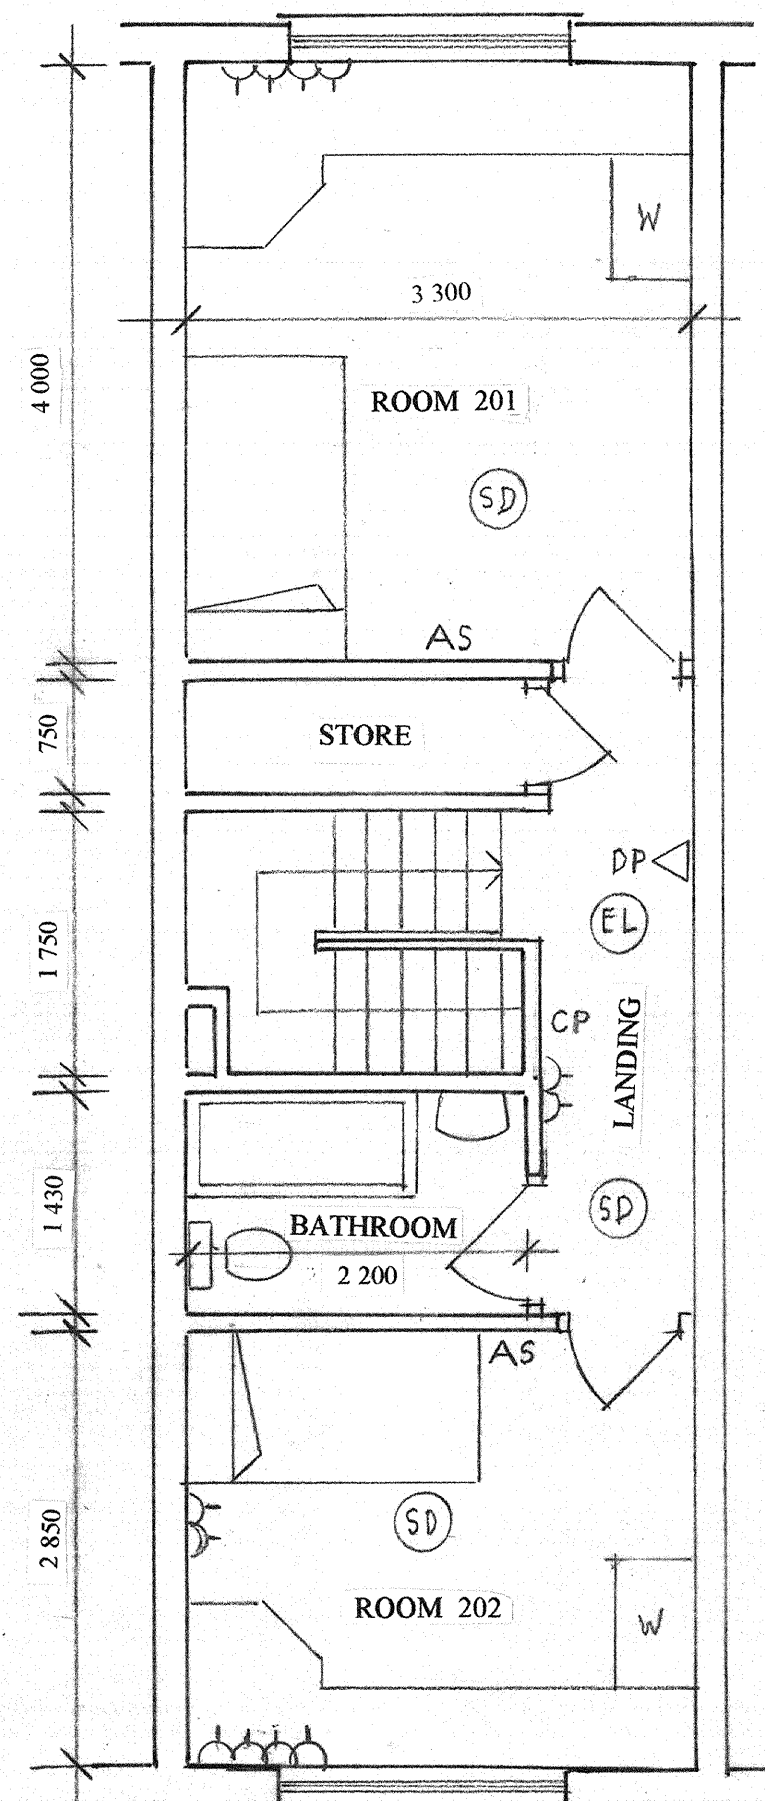 W
3 300
4 000
ROOM 201
SD
AS
750
STORE
DP
EL
1 750
CP
LANDING
1 430
SD
BATHROOM
2 200
AS
SD
2 850
ROOM 202
W